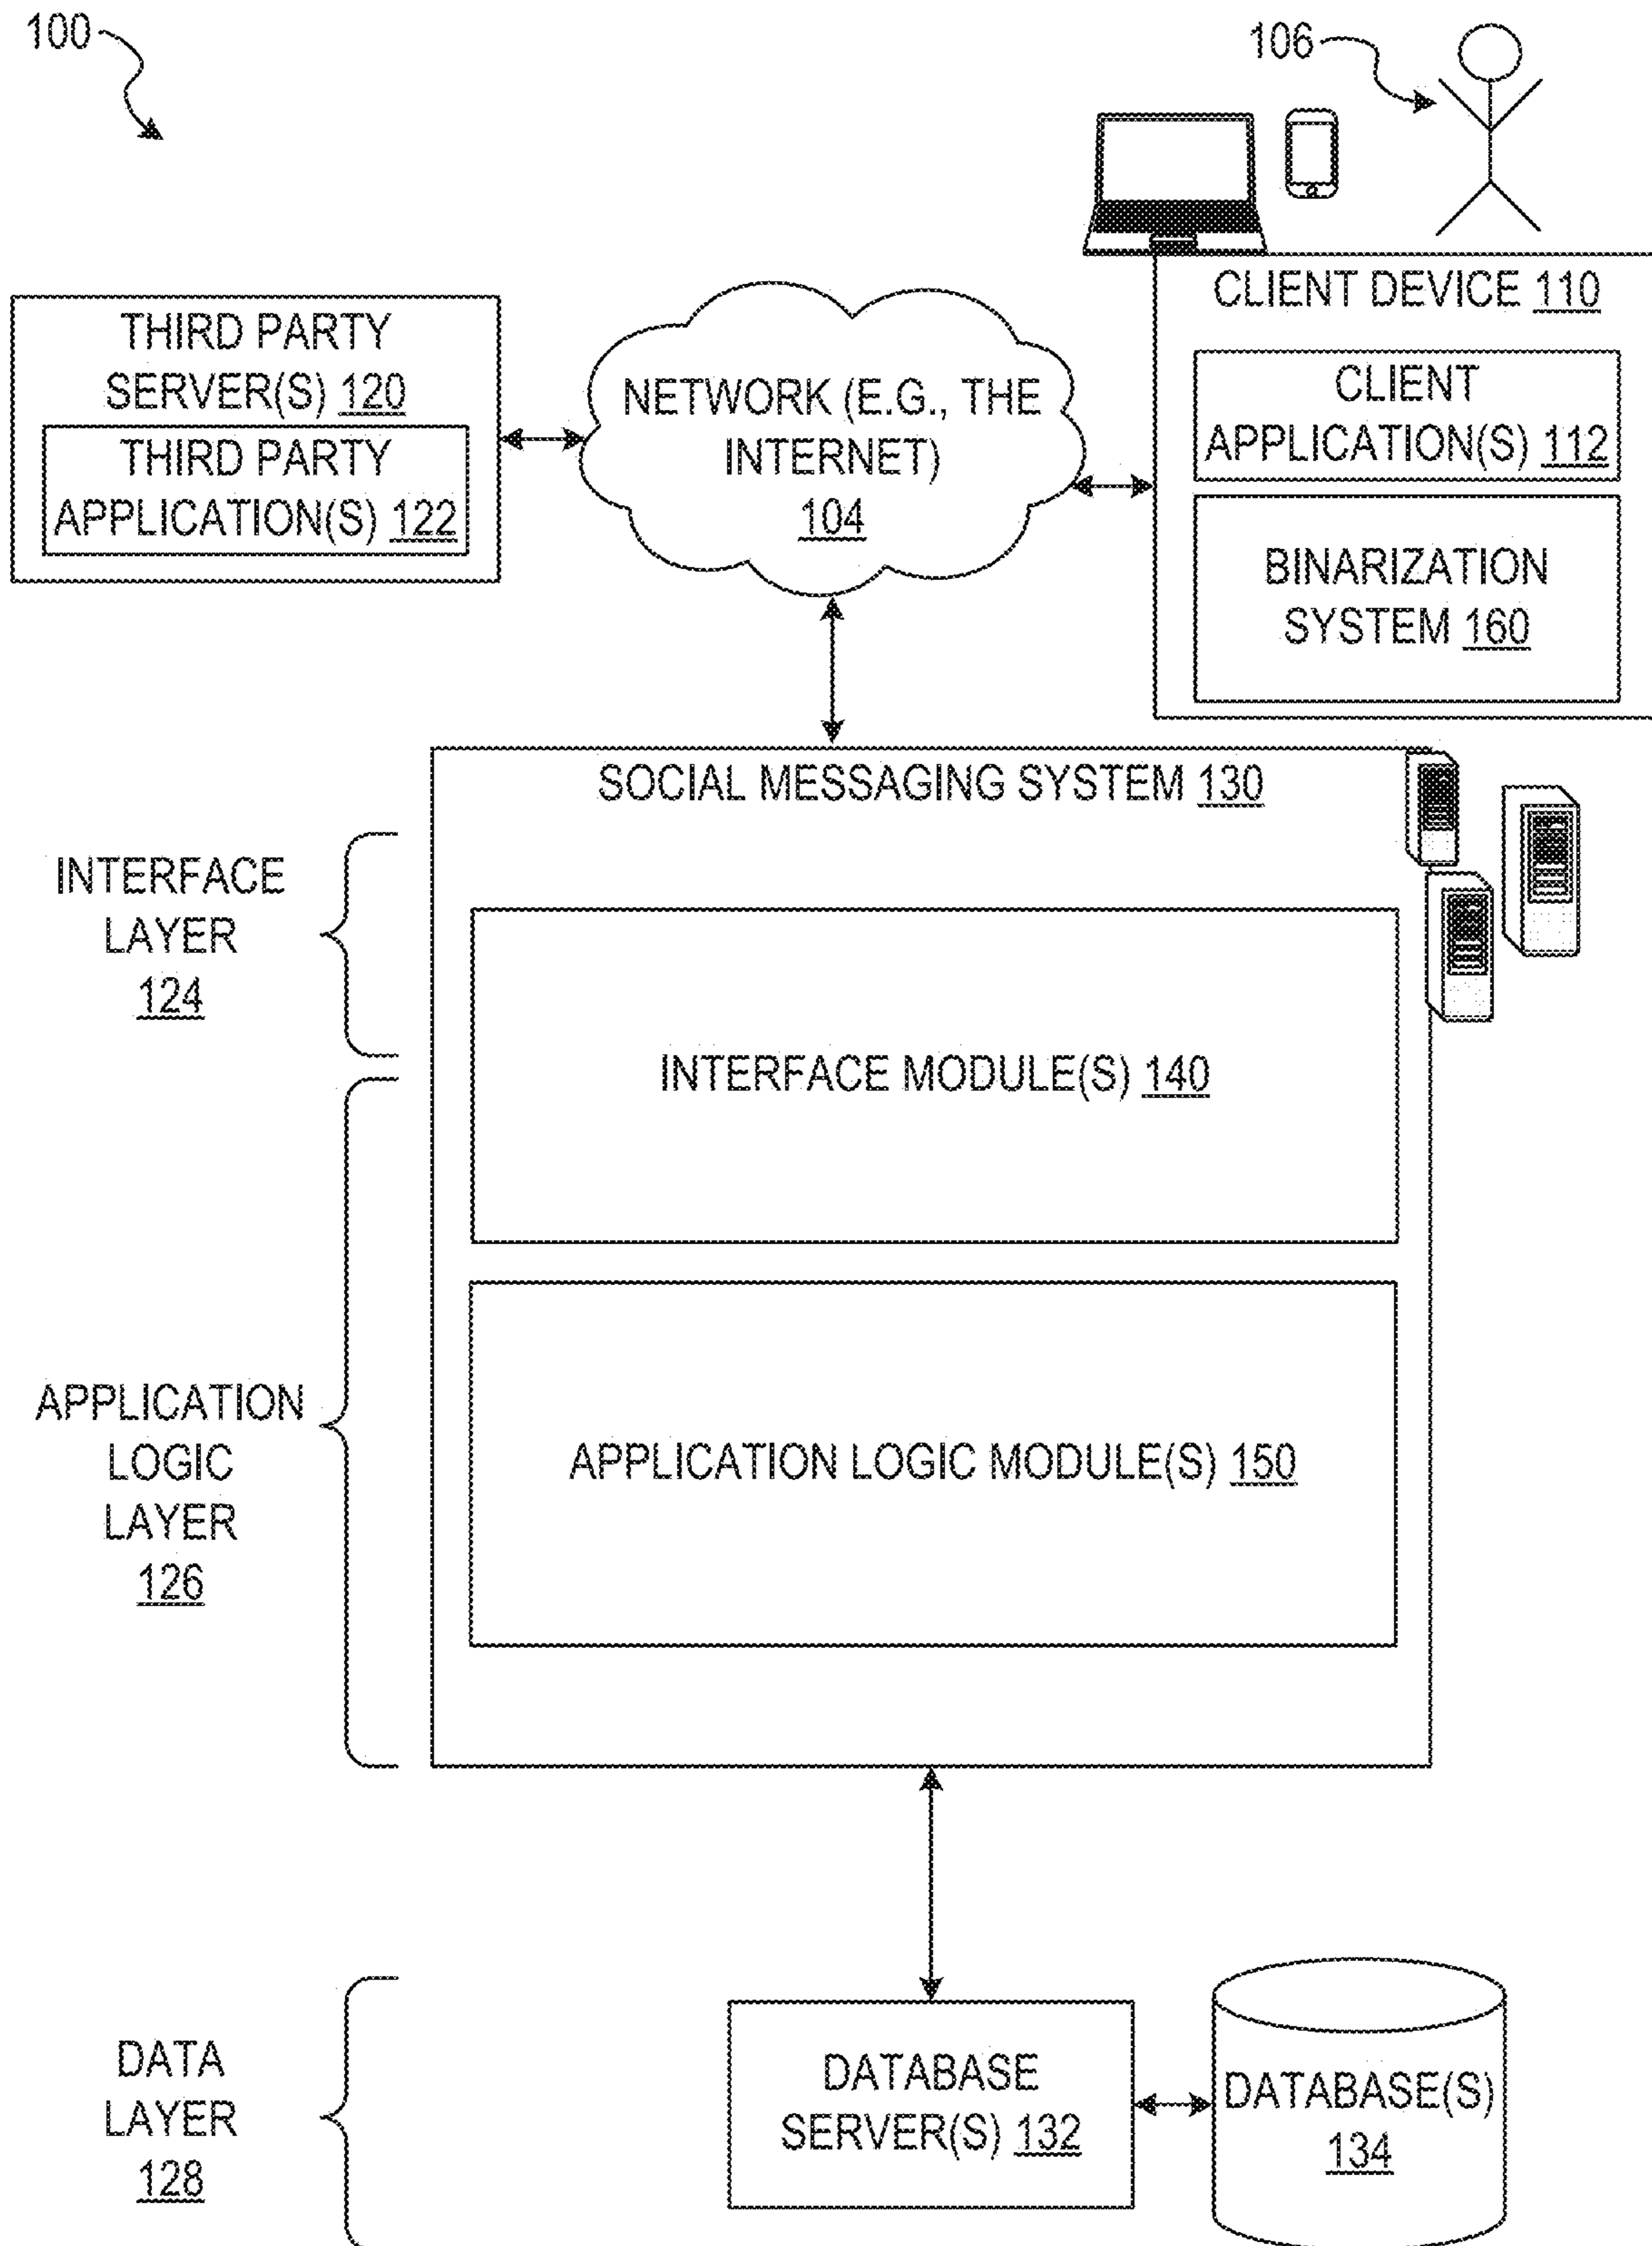 100
106
CLIENT DEVICE 110
CLIENT
APPLICATION(S) 112
BINARIZATION
SYSTEM 160
THIRD PARTY
SERVER(S) 120
THIRD PARTY
APPLICATION(S) 122
NETWORK (E.G., THE
INTERNET)
104
SOCIAL MESSAGING SYSTEM 130
INTERFACE
LAYER
124
INTERFACE MODULE(S) 140
APPLICATION
LOGIC
LAYER
126
APPLICATION LOGIC MODULE(S) 150
DATA
LAYER
128
DATABASE
SERVER(S) 132
DATABASE(S)
134